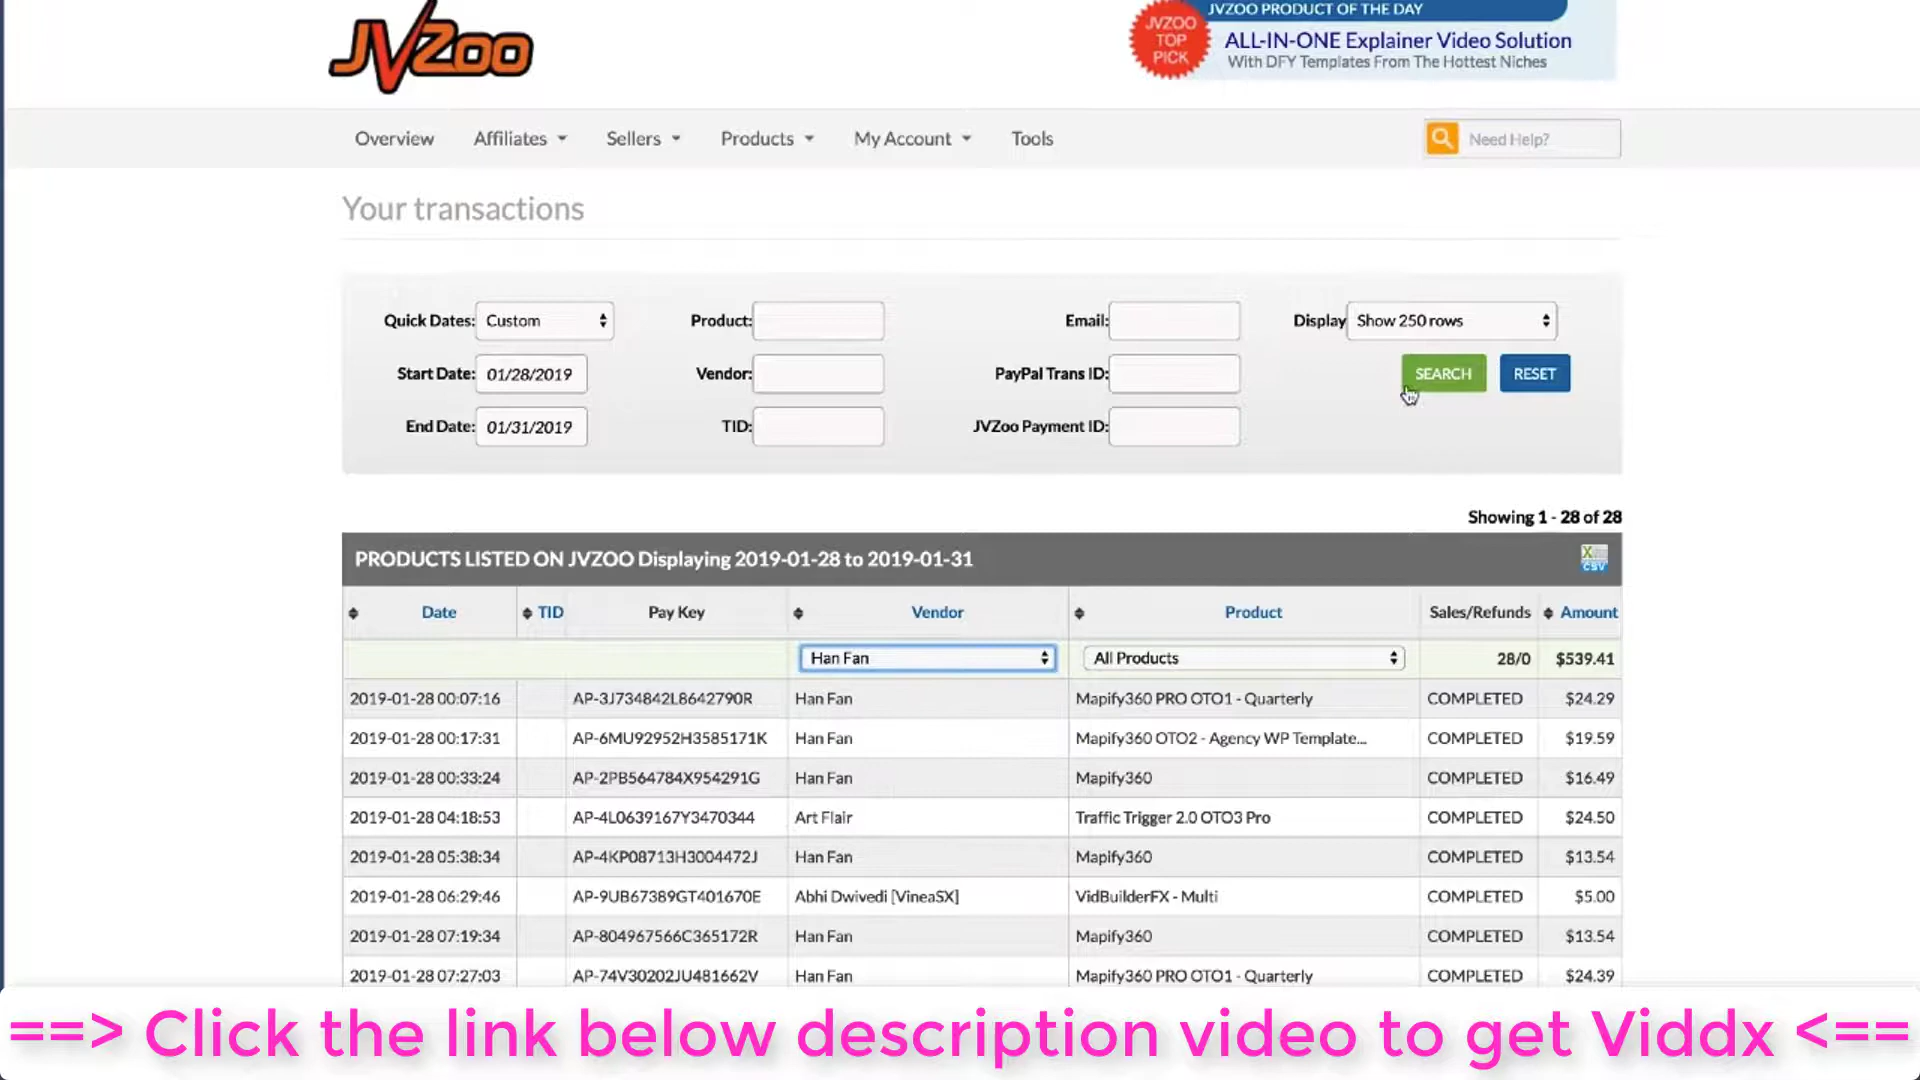 JVZoo
JVZOO PRODUCT OF THE DAY
JVZOO TOP PICK
ALL-IN-ONE Explainer Video Solution
With DFY Templates From The Hottest Niches
Overview Affiliates Sellers Products My Account Tools Need Help?
Your transactions
Quick Dates: Custom Product: Email: Display Show 250 rows
Start Date: 01/28/2019 Vendor: PayPal Trans ID: SEARCH RESET
End Date: 01/31/2019 TID: JVZoo Payment ID:
Showing 1 - 28 of 28
PRODUCTS LISTED ON JVZOO Displaying 2019-01-28 to 2019-01-31 X CSV
Date TID Pay Key Vendor Product Sales/Refunds Amount
Han Fan All Products 28/0 $539.41
2019-01-28 00:07:16 AP-3J734842L8642790R Han Fan Mapify360 PRO OTO1 - Quarterly COMPLETED $24.29
2019-01-28 00:17:31 AP-6MU92952H3585171K Han Fan Mapify360 OTO2 - Agency WP Template... COMPLETED $19.59
2019-01-28 00:33:24 AP-2PB564784X954291G Han Fan Mapify360 COMPLETED $16.49
2019-01-28 04:18:53 AP-4L0639167Y3470344 Art Flair Traffic Trigger 2.0 OTO3 Pro COMPLETED $24.50
2019-01-28 05:38:34 AP-4KP08713H3004472J Han Fan Mapify360 COMPLETED $13.54
2019-01-28 06:29:46 AP-9UB67389GT401670E Abhi Dwivedi [VineaSX] VidBuilderFX - Multi COMPLETED $5.00
2019-01-28 07:19:34 AP-804967566C365172R Han Fan Mapify360 COMPLETED $13.54
2019-01-28 07:27:03 AP-74V30202JU481662V Han Fan Mapify360 PRO OTO1 - Quarterly COMPLETED $24.39
==> Click the link below description video to get Viddx <==